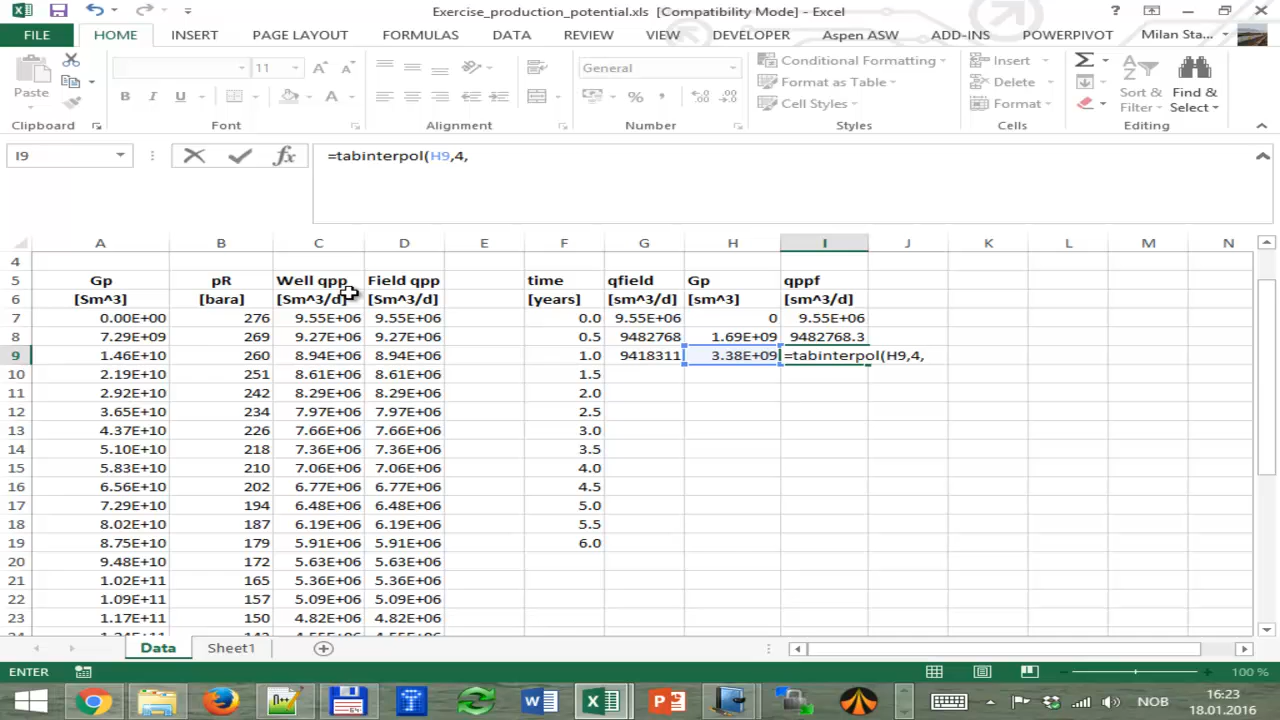 Exercise_production_potential.xls [Compatibility Mode] - Excel
FILE HOME INSERT PAGE LAYOUT FORMULAS DATA REVIEW VIEW DEVELOPER Aspen ASW ADD-INS POWERPIVOT Milan Sta...
11 General Conditional Formatting Insert
Paste Format as Table Delete Sort & Find &
B I U A % , Cell Styles Format Filter Select
Clipboard Font Alignment Number Styles Cells Editing
I9 fx =tabinterpol(H9,4,
A B C D E F G H I J K L M N
4
5 Gp pR Well qpp Field qpp time qfield Gp qppf
6 [Sm^3] [bara] [Sm^3/d] [Sm^3/d] [years] [sm^3/d] [sm^3] [sm^3/d]
7 0.00E+00 276 9.55E+06 9.55E+06 0.0 9.55E+06 0 9.55E+06
8 7.29E+09 269 9.27E+06 9.27E+06 0.5 9482768 1.69E+09 9482768.3
9 1.46E+10 260 8.94E+06 8.94E+06 1.0 9418311 3.38E+09 =tabinterpol(H9,4,
10 2.19E+10 251 8.61E+06 8.61E+06 1.5
11 2.92E+10 242 8.29E+06 8.29E+06 2.0
12 3.65E+10 234 7.97E+06 7.97E+06 2.5
13 4.37E+10 226 7.66E+06 7.66E+06 3.0
14 5.10E+10 218 7.36E+06 7.36E+06 3.5
15 5.83E+10 210 7.06E+06 7.06E+06 4.0
16 6.56E+10 202 6.77E+06 6.77E+06 4.5
17 7.29E+10 194 6.48E+06 6.48E+06 5.0
18 8.02E+10 187 6.19E+06 6.19E+06 5.5
19 8.75E+10 179 5.91E+06 5.91E+06 6.0
20 9.48E+10 172 5.63E+06 5.63E+06
21 1.02E+11 165 5.36E+06 5.36E+06
22 1.09E+11 157 5.09E+06 5.09E+06
23 1.17E+11 150 4.82E+06 4.82E+06
Data Sheet1
ENTER 100 %
NOB 16:23
18.01.2016